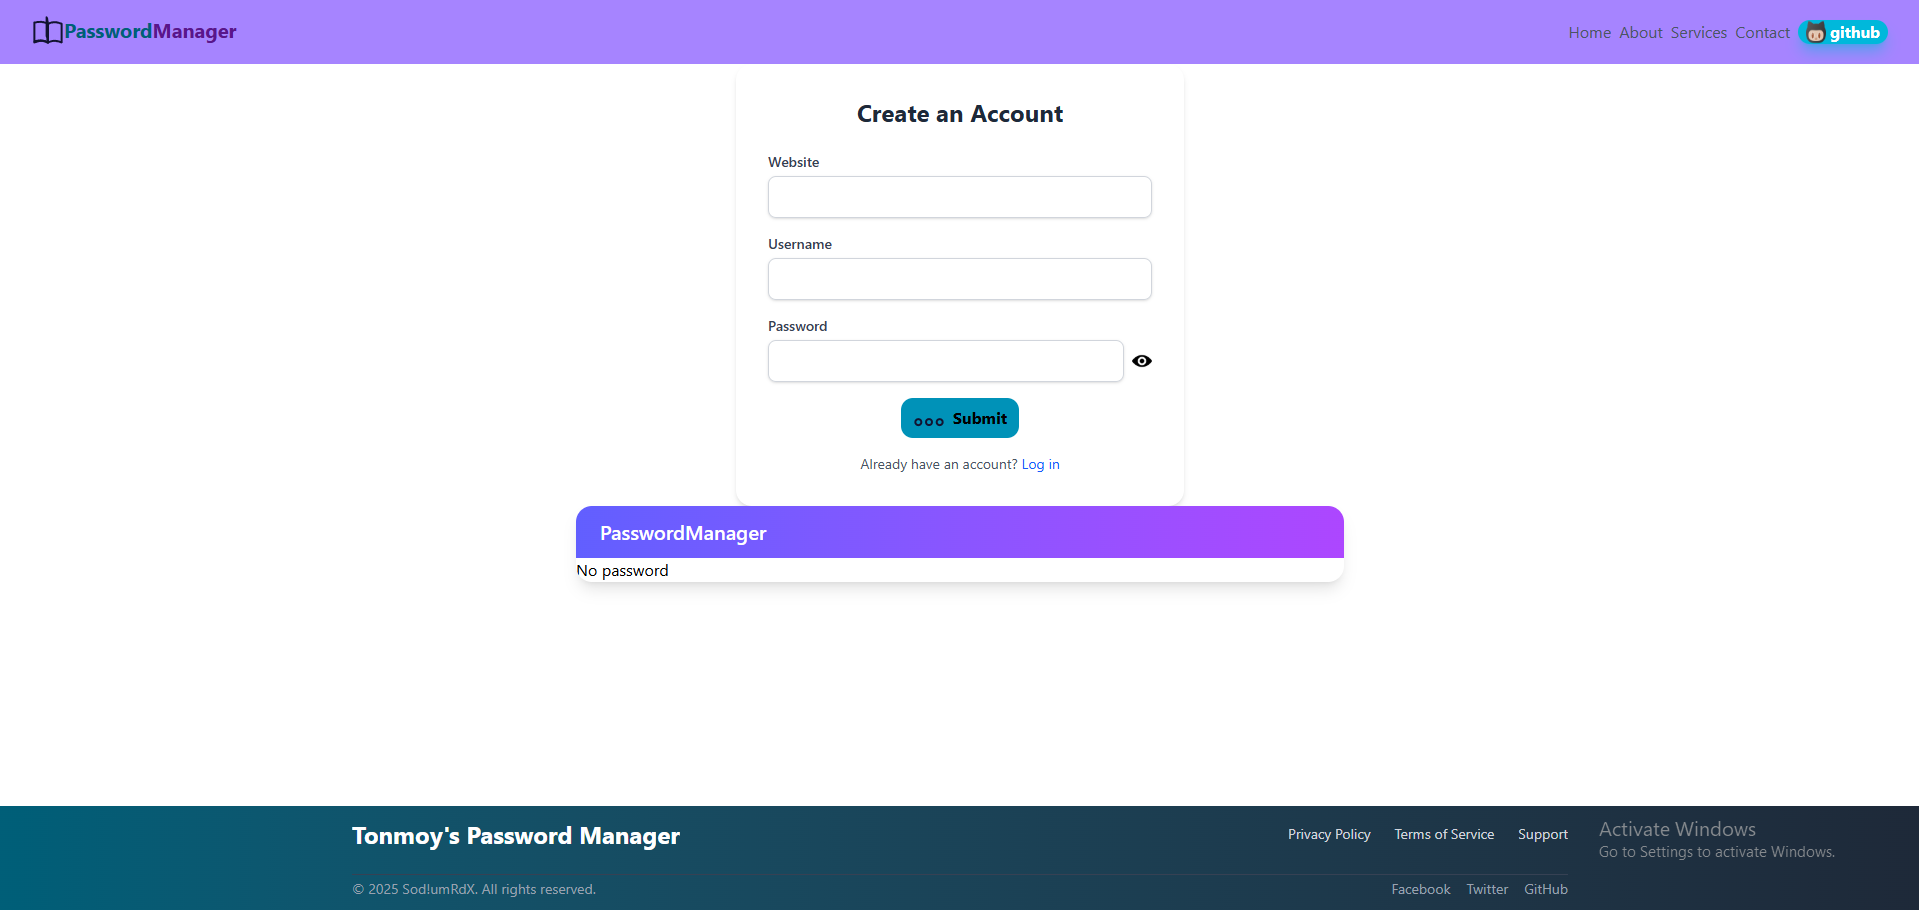 PasswordManager
Home About Services Contact github
Create an Account
Website
Username
Password
Submit
Already have an account? Log in
PasswordManager
No password
Tonmoy's Password Manager
Privacy Policy Terms of Service Support
Activate Windows
Go to Settings to activate Windows.
© 2025 Sod!umRdX. All rights reserved.
Facebook Twitter GitHub